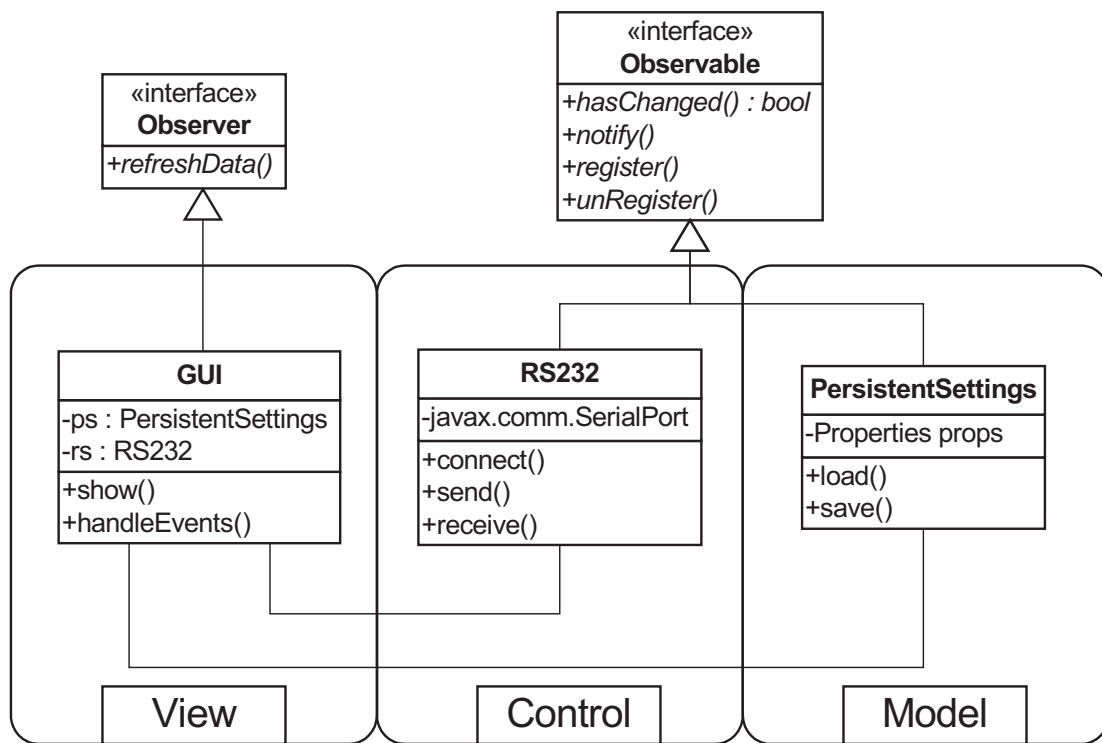 «interface»
Observer
+refreshData()
«interface»
Observable
+hasChanged() : bool
+notify()
+register()
+unRegister()
GUI
-ps : PersistentSettings
-rs : RS232
+show()
+handleEvents()
RS232
-javax.comm.SerialPort
+connect()
+send()
+receive()
PersistentSettings
-Properties props
+load()
+save()
View
Control
Model